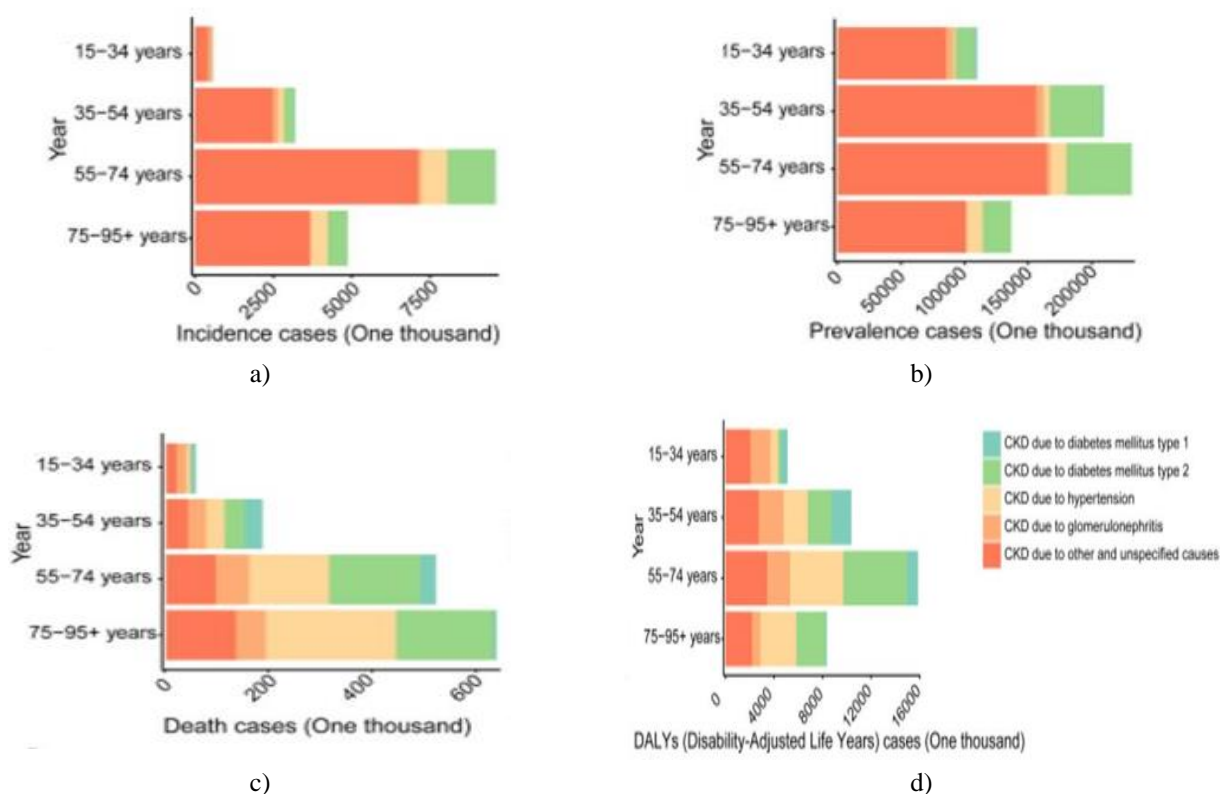 15−34 years
35−54 years
55−74 years
75−95+ years
Year
0
2500
5000
7500
Incidence cases (One thousand)
a)
15−34 years
35−54 years
55−74 years
75−95+ years
Year
0
50000
100000
150000
200000
Prevalence cases (One thousand)
b)
15−34 years
35−54 years
55−74 years
75−95+ years
Year
0
200
400
600
Death cases (One thousand)
c)
15−34 years
35−54 years
55−74 years
75−95+ years
Year
0
4000
8000
12000
16000
DALYs (Disability-Adjusted Life Years) cases (One thousand)
CKD due to diabetes mellitus type 1
CKD due to diabetes mellitus type 2
CKD due to hypertension
CKD due to glomerulonephritis
CKD due to other and unspecified causes
d)